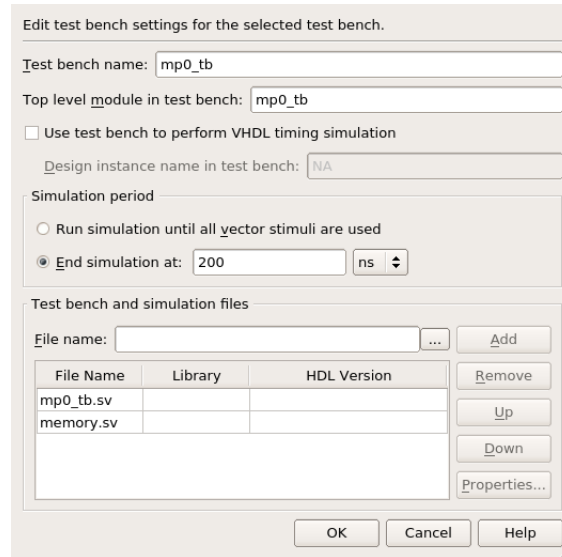 Edit test bench settings for the selected test bench.
Test bench name: mp0_tb
Top level module in test bench: mp0_tb
Use test bench to perform VHDL timing simulation
Design instance name in test bench: NA
Simulation period
Run simulation until all vector stimuli are used
End simulation at: 200 ns
Test bench and simulation files
File name: ... Add
File Name Library HDL Version Remove
mp0_tb.sv
memory.sv Up
Down
Properties...
OK Cancel Help